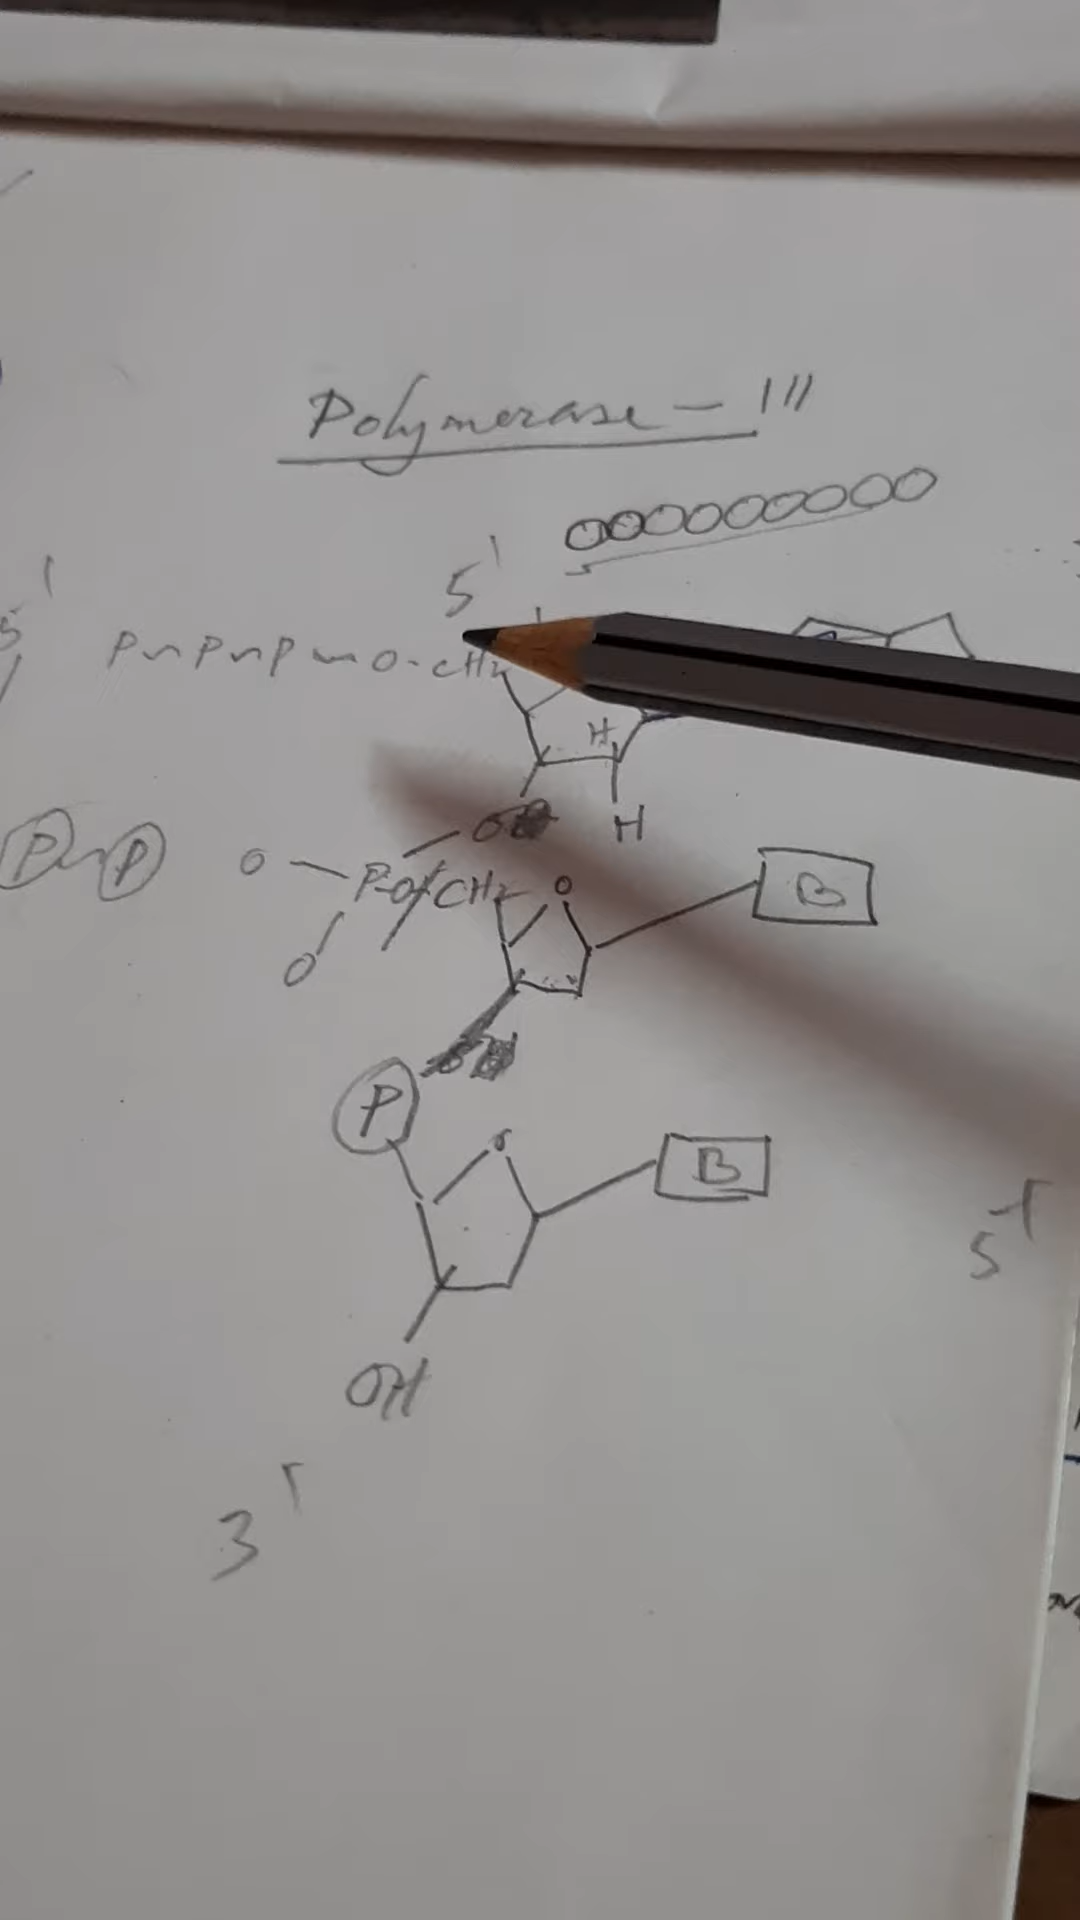 Polymerase - III
5'
5'
P~P~P~O-CH2
H
O
H
P~P
O
P-O
CH2
O
B
O
P
O
B
5'
OH
3'